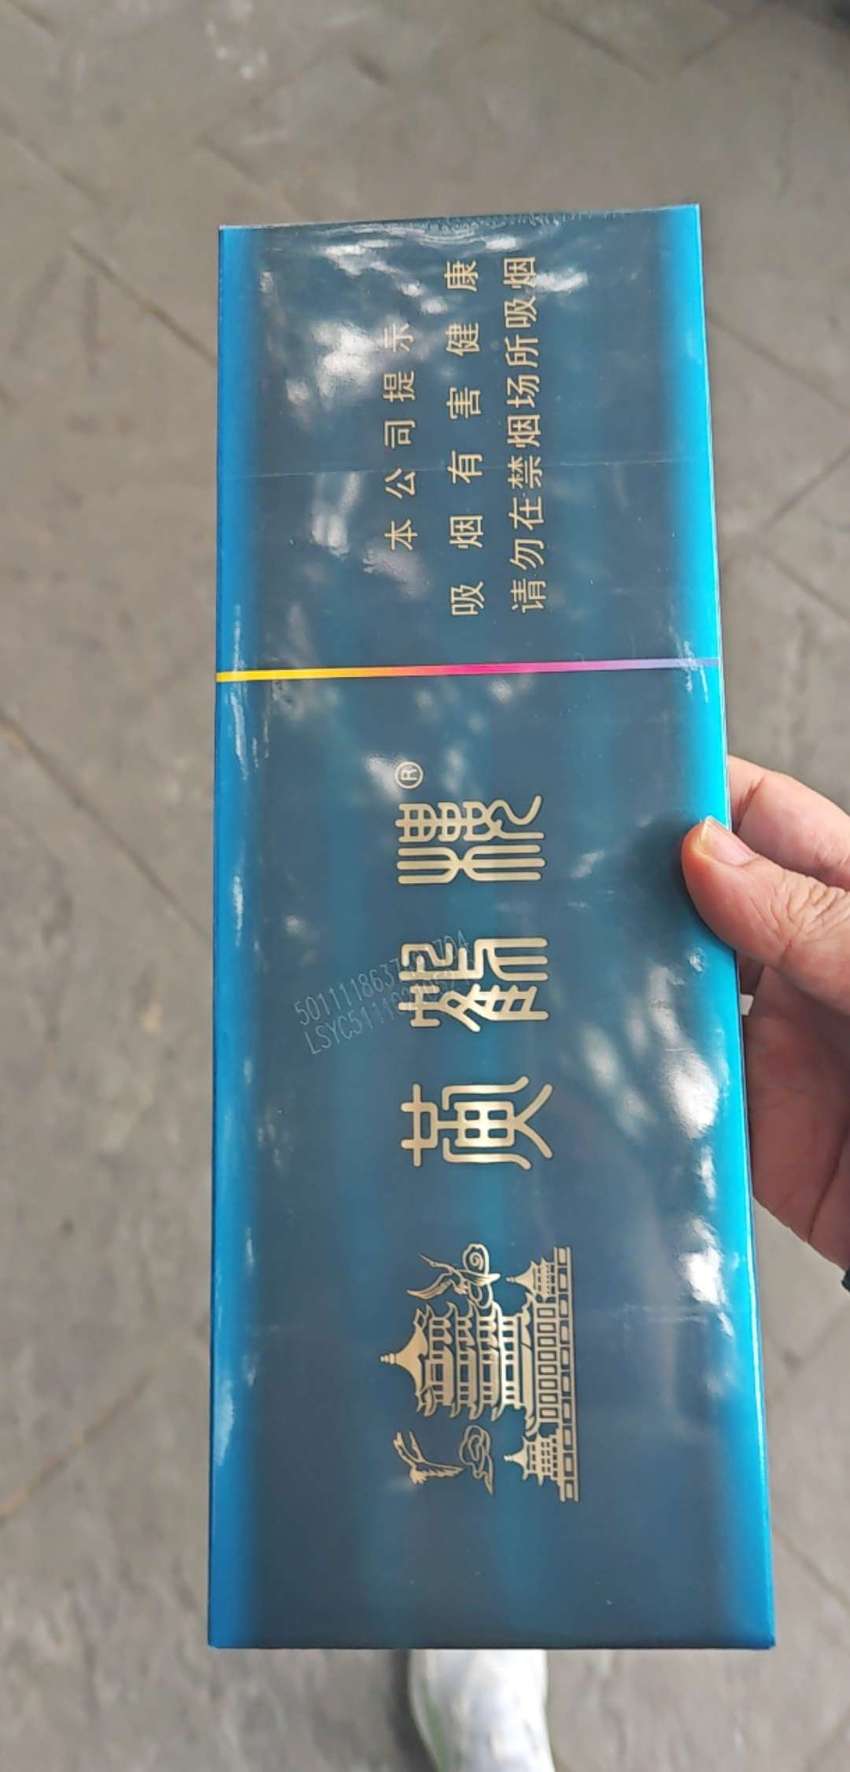 本公司提示
吸烟有害健康
请勿在禁烟场所吸烟
黄鹤楼®